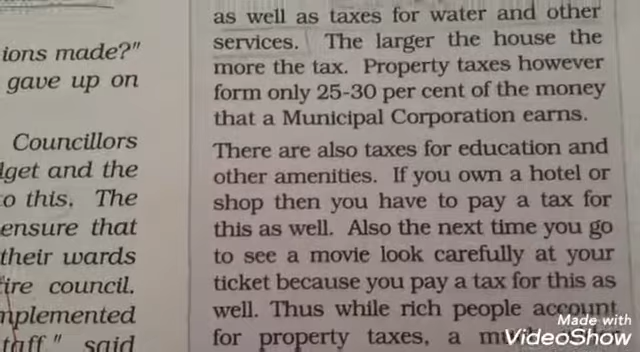 ions made?"
gave up on
Councillors
get and the
o this. The
ensure that
their wards
ire council.
mplemented
taff," said
as well as taxes for water and other
services. The larger the house the
more the tax. Property taxes however
form only 25-30 per cent of the money
that a Municipal Corporation earns.
There are also taxes for education and
other amenities. If you own a hotel or
shop then you have to pay a tax for
this as well. Also the next time you go
to see a movie look carefully at your
ticket because you pay a tax for this as
well. Thus while rich people account
for property taxes, a
Made with
VideoShow